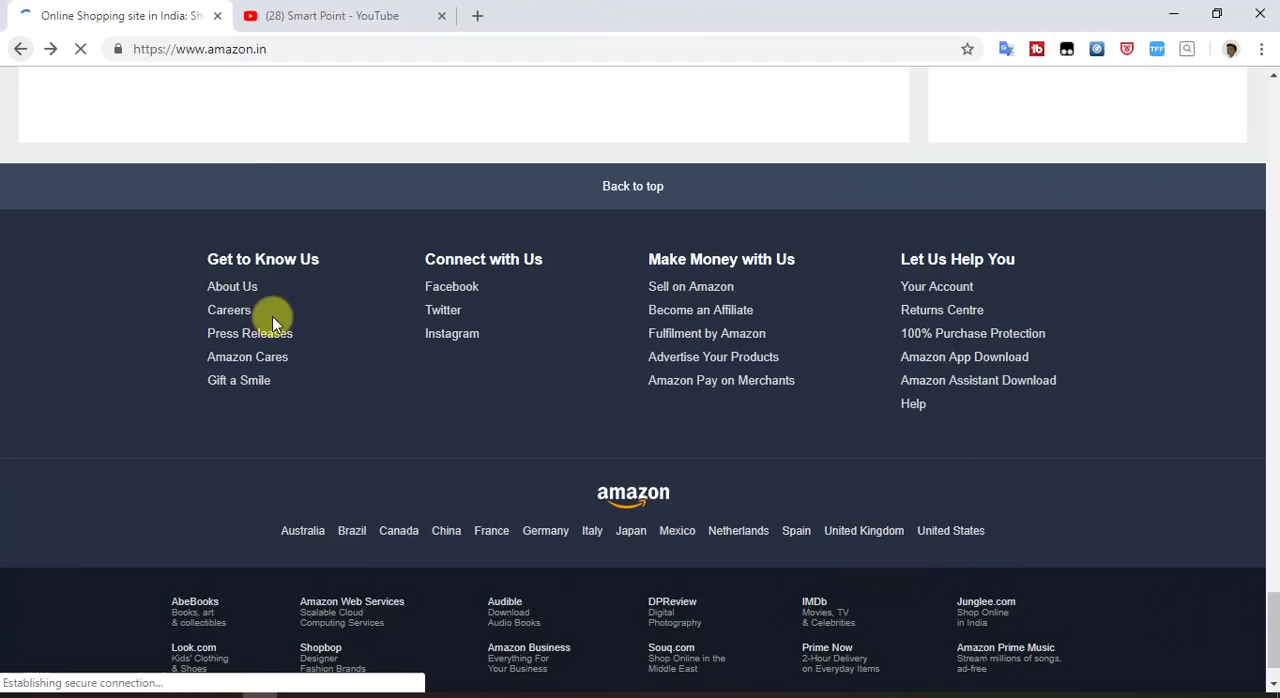 Online Shopping site in India: Sh
(28) Smart Point - YouTube
https://www.amazon.in
Back to top
Get to Know Us
About Us
Careers
Press Releases
Amazon Cares
Gift a Smile
Connect with Us
Facebook
Twitter
Instagram
Make Money with Us
Sell on Amazon
Become an Affiliate
Fulfilment by Amazon
Advertise Your Products
Amazon Pay on Merchants
Let Us Help You
Your Account
Returns Centre
100% Purchase Protection
Amazon App Download
Amazon Assistant Download
Help
amazon
Australia Brazil Canada China France Germany Italy Japan Mexico Netherlands Spain United Kingdom United States
AbeBooks
Books, art
& collectibles
Amazon Web Services
Scalable Cloud
Computing Services
Audible
Download
Audio Books
DPReview
Digital
Photography
IMDb
Movies, TV
& Celebrities
Junglee.com
Shop Online
in India
Look.com
Kids' Clothing
& Shoes
Shopbop
Designer
Fashion Brands
Amazon Business
Everything For
Your Business
Souq.com
Shop Online in the
Middle East
Prime Now
2-Hour Delivery
on Everyday Items
Amazon Prime Music
Stream millions of songs,
ad-free
Establishing secure connection...